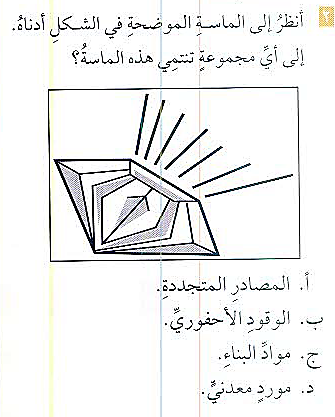 ٢ أنظرُ إلى الماسةِ الموضحةِ في الشكلِ أدناهُ.
إلى أيِّ مجموعةٍ تنتمِي هذه الماسةُ؟
أ. المصادرِ المتجددةِ.
ب. الوقودِ الأحفوريِّ.
ج. موادِّ البناءِ.
د. موردٍ معدنيٍّ.